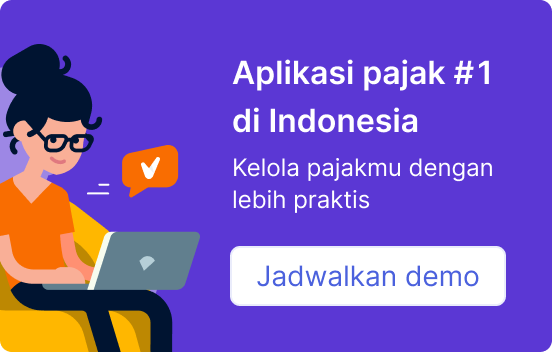 Aplikasi pajak #1
di Indonesia
Kelola pajakmu dengan
lebih praktis
Jadwalkan demo